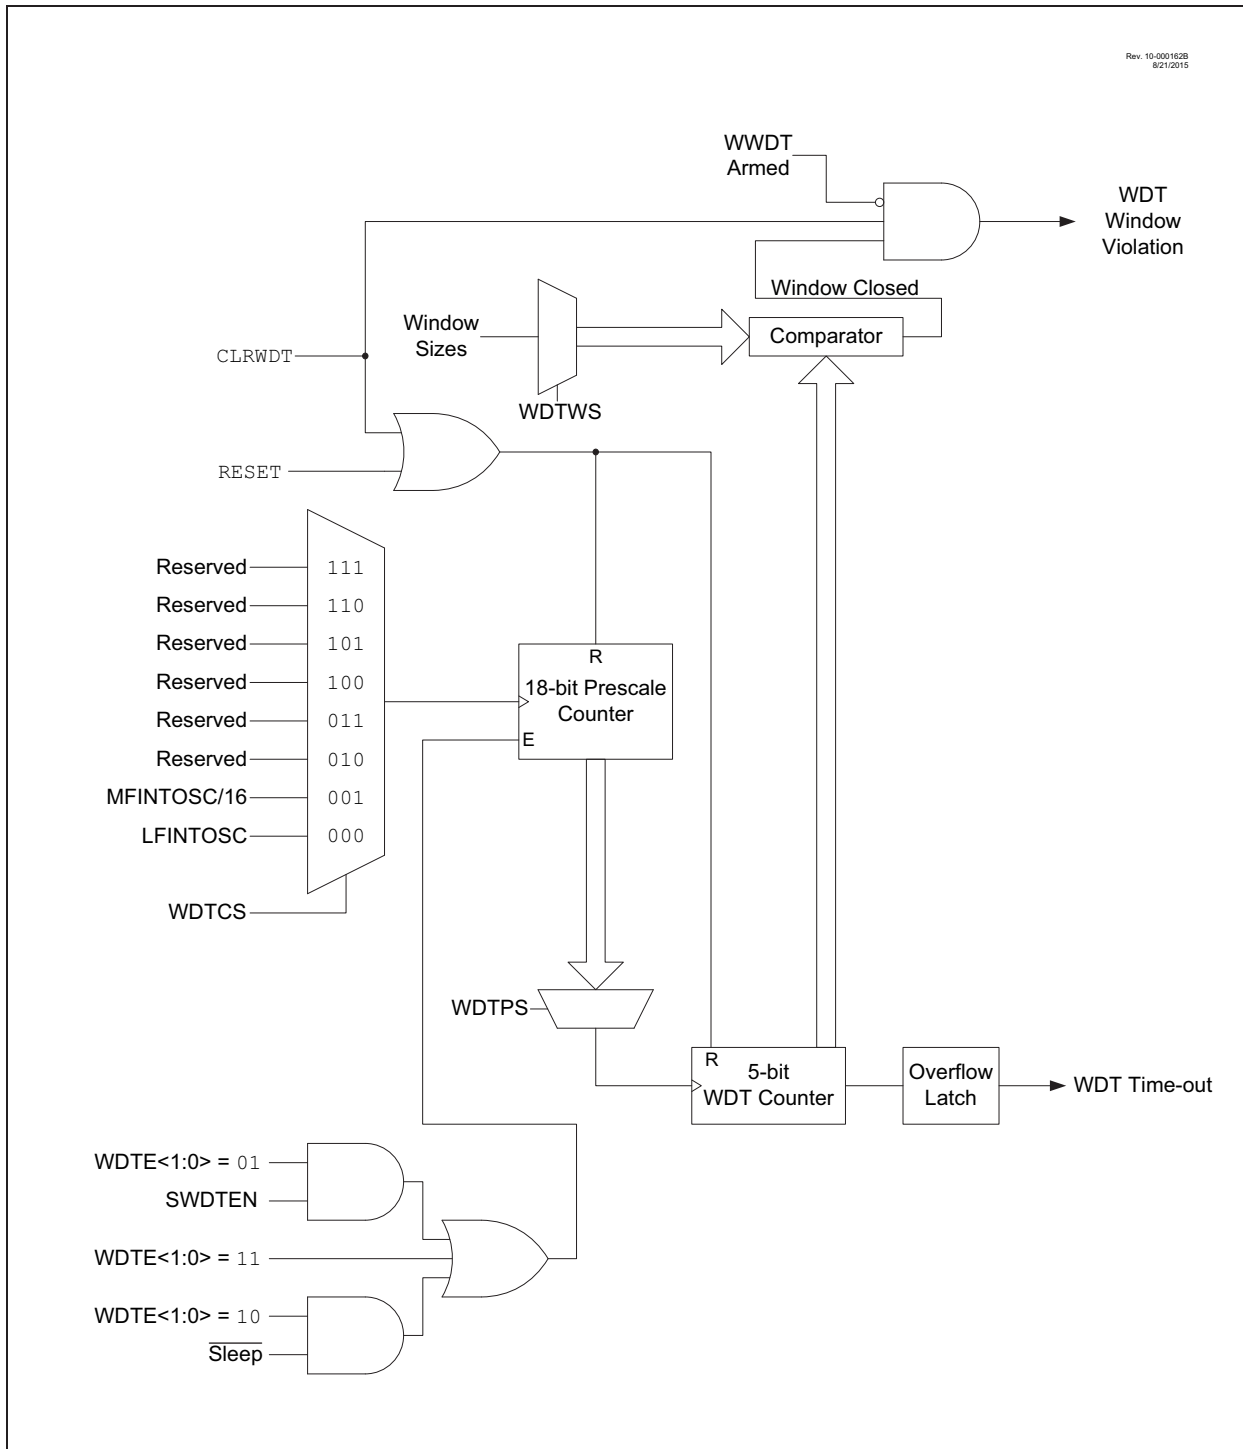 Rev. 10-000162B
8/21/2015
WWDT
Armed
WDT
Window
Violation
Window Closed
Window
Sizes
Comparator
CLRWDT
WDTWS
RESET
Reserved 111
Reserved 110
Reserved 101
Reserved 100
Reserved 011
Reserved 010
MFINTOSC/16 001
LFINTOSC 000
WDTCS
R
18-bit Prescale
Counter
E
WDTPS
R
5-bit
WDT Counter
Overflow
Latch
WDT Time-out
WDTE<1:0> = 01
SWDTEN
WDTE<1:0> = 11
WDTE<1:0> = 10
Sleep